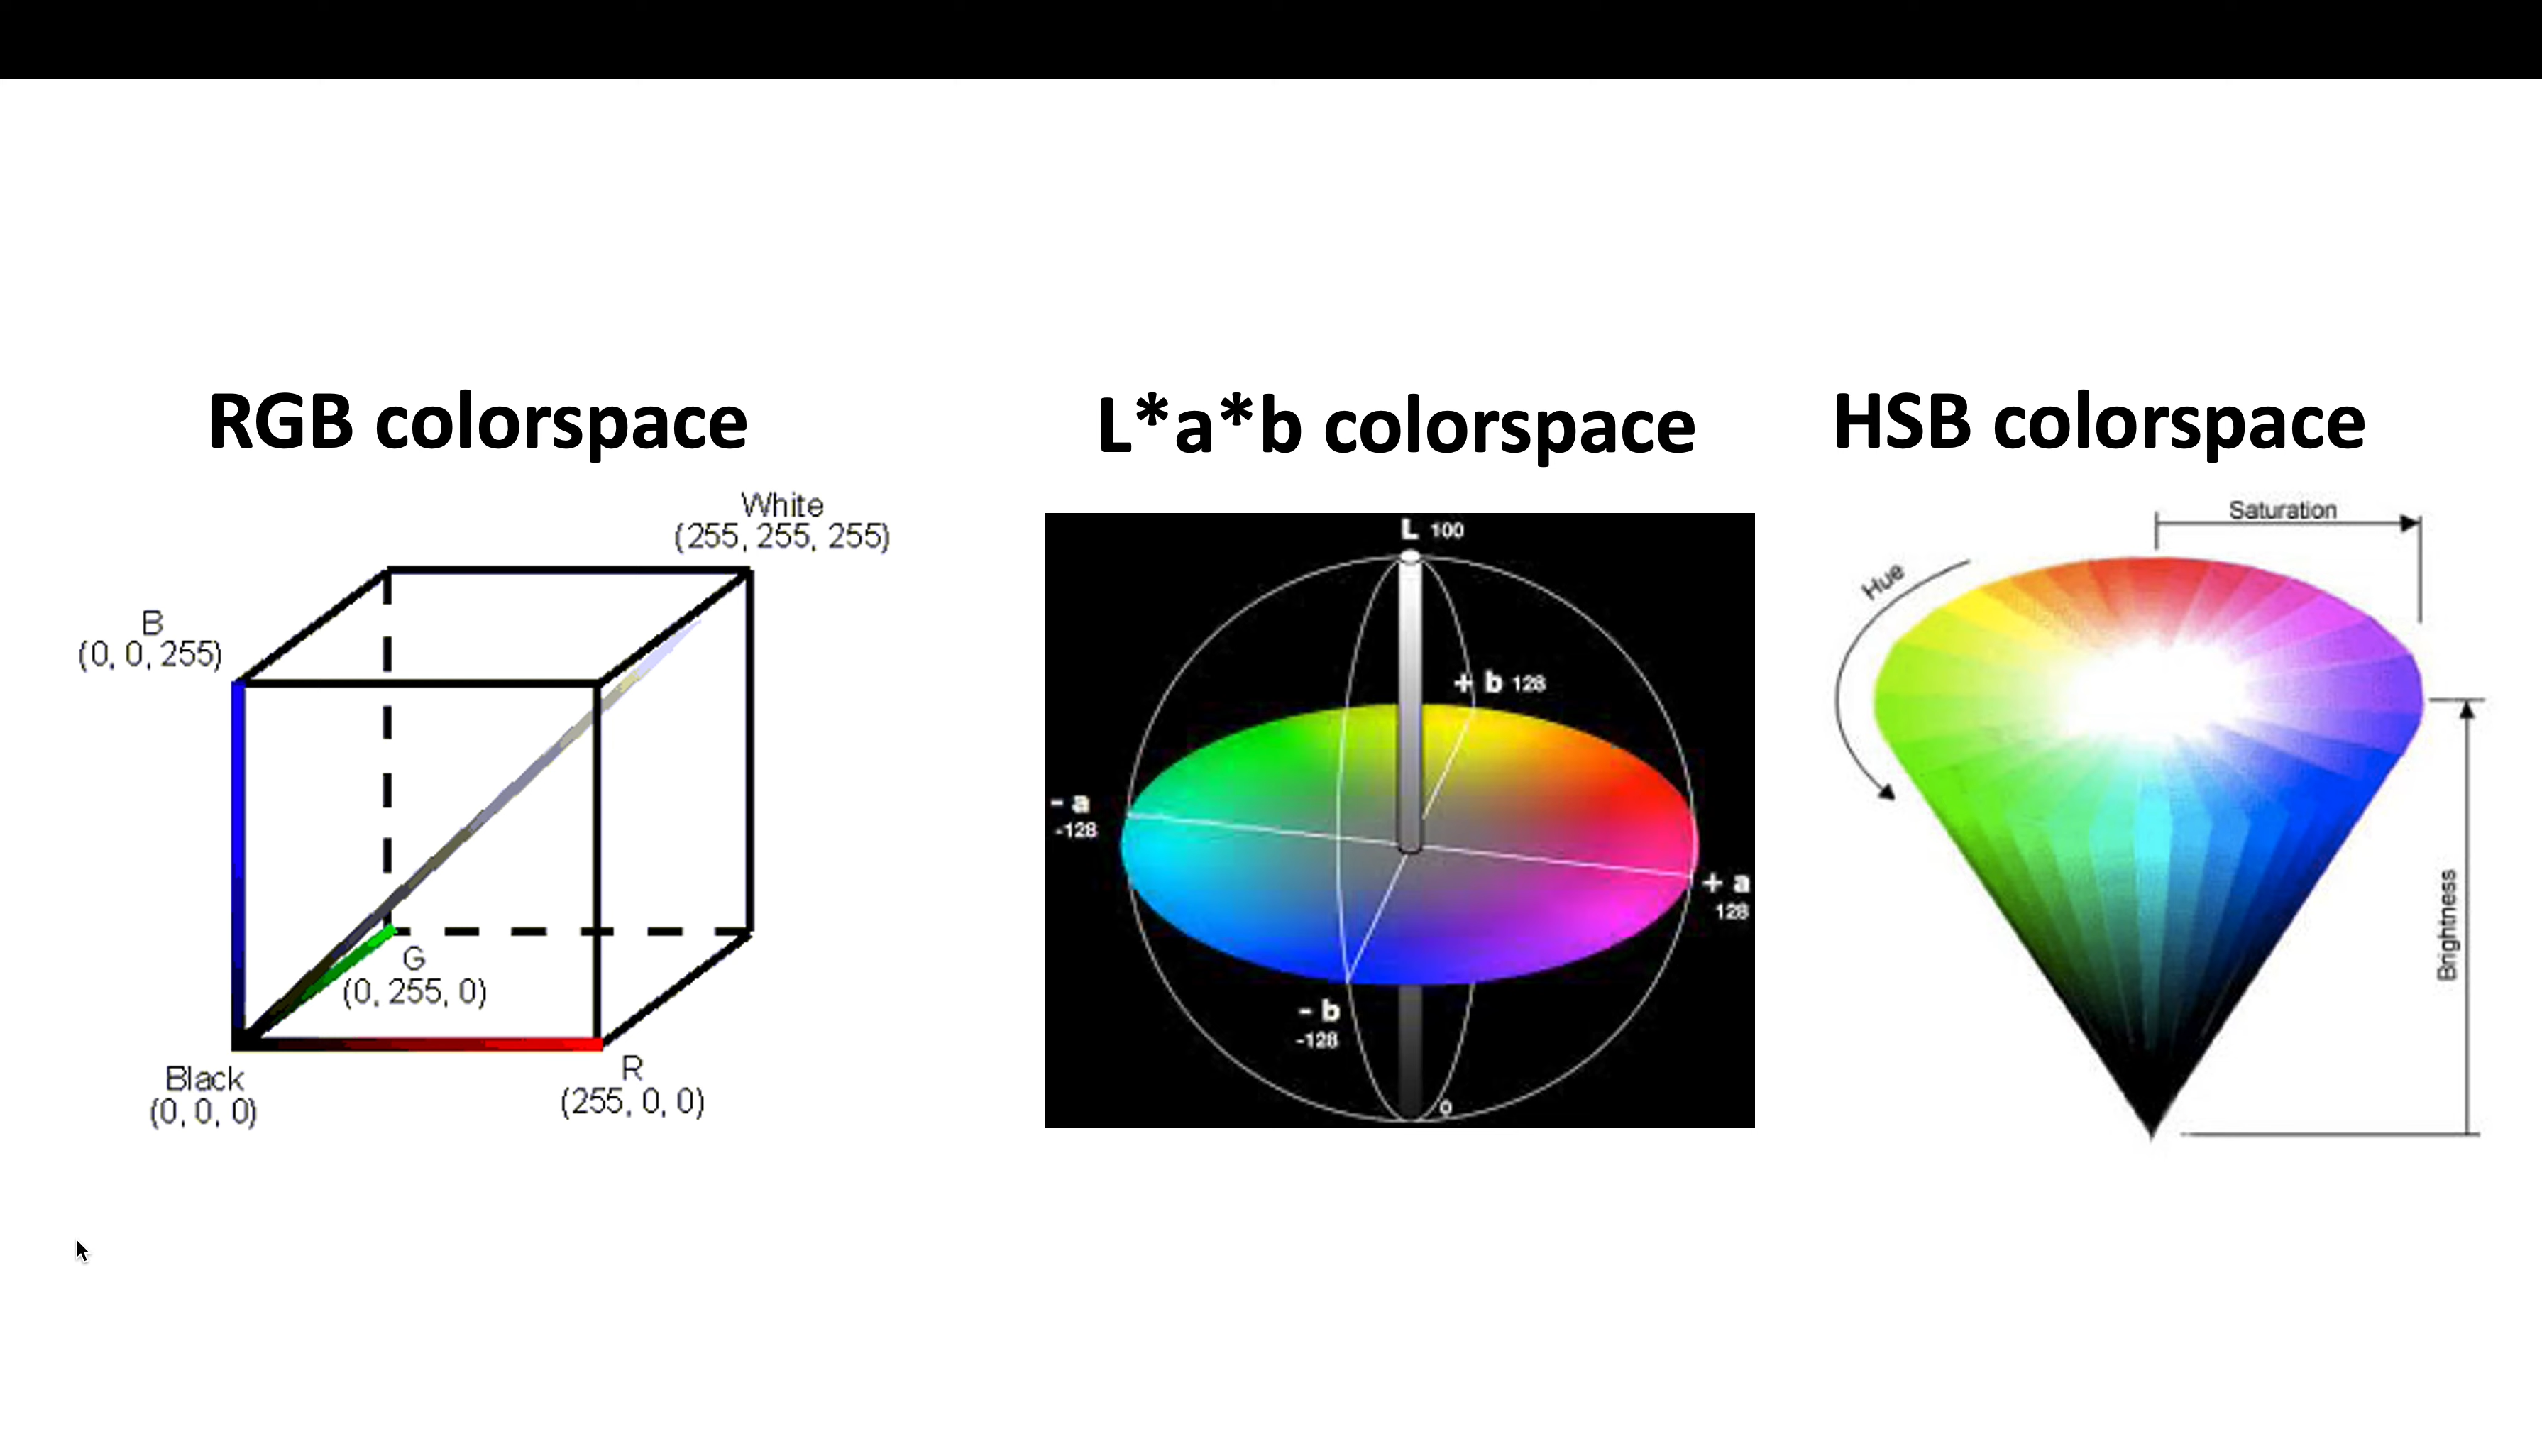 RGB colorspace
White
(255, 255, 255)
B
(0, 0, 255)
G
(0, 255, 0)
Black
(0, 0, 0)
R
(255, 0, 0)
L*a*b colorspace
L 100
+ b 128
- a
-128
+ a
128
- b
-128
0
HSB colorspace
Saturation
Hue
Brightness